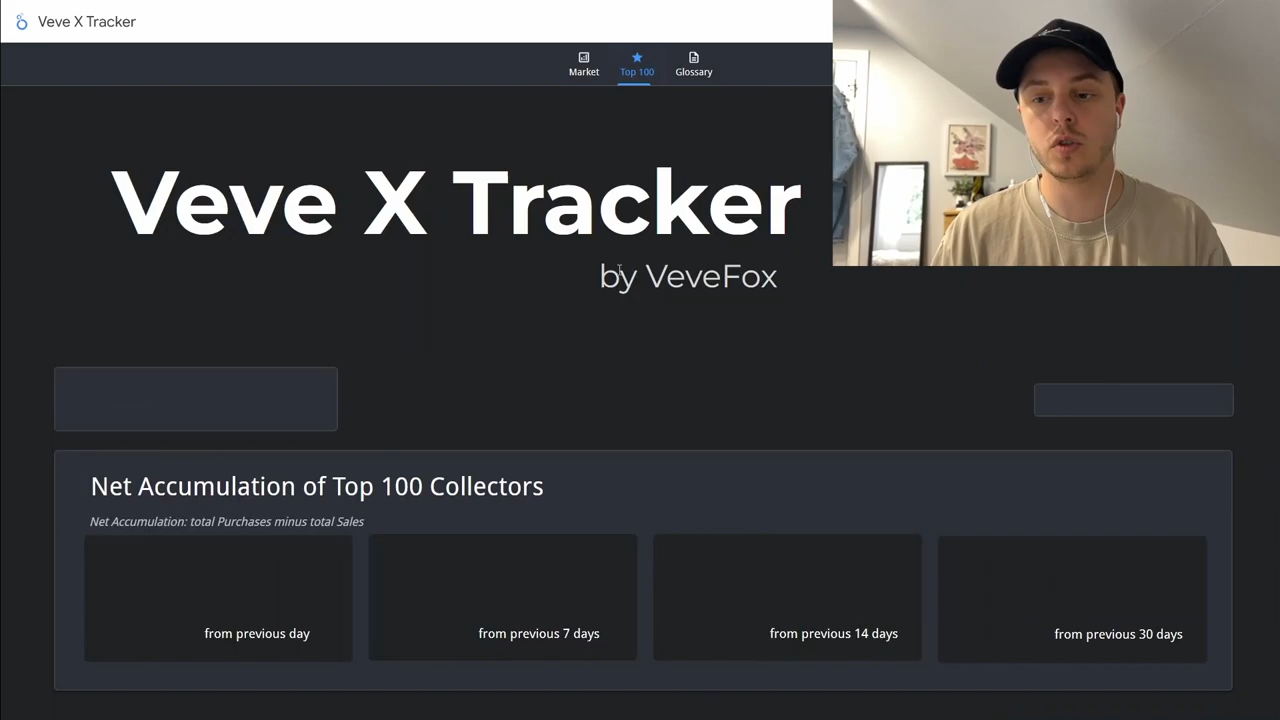 Veve X Tracker
Market
Top 100
Glossary
Veve X Tracker
by VeveFox
Net Accumulation of Top 100 Collectors
Net Accumulation: total Purchases minus total Sales
from previous day
from previous 7 days
from previous 14 days
from previous 30 days